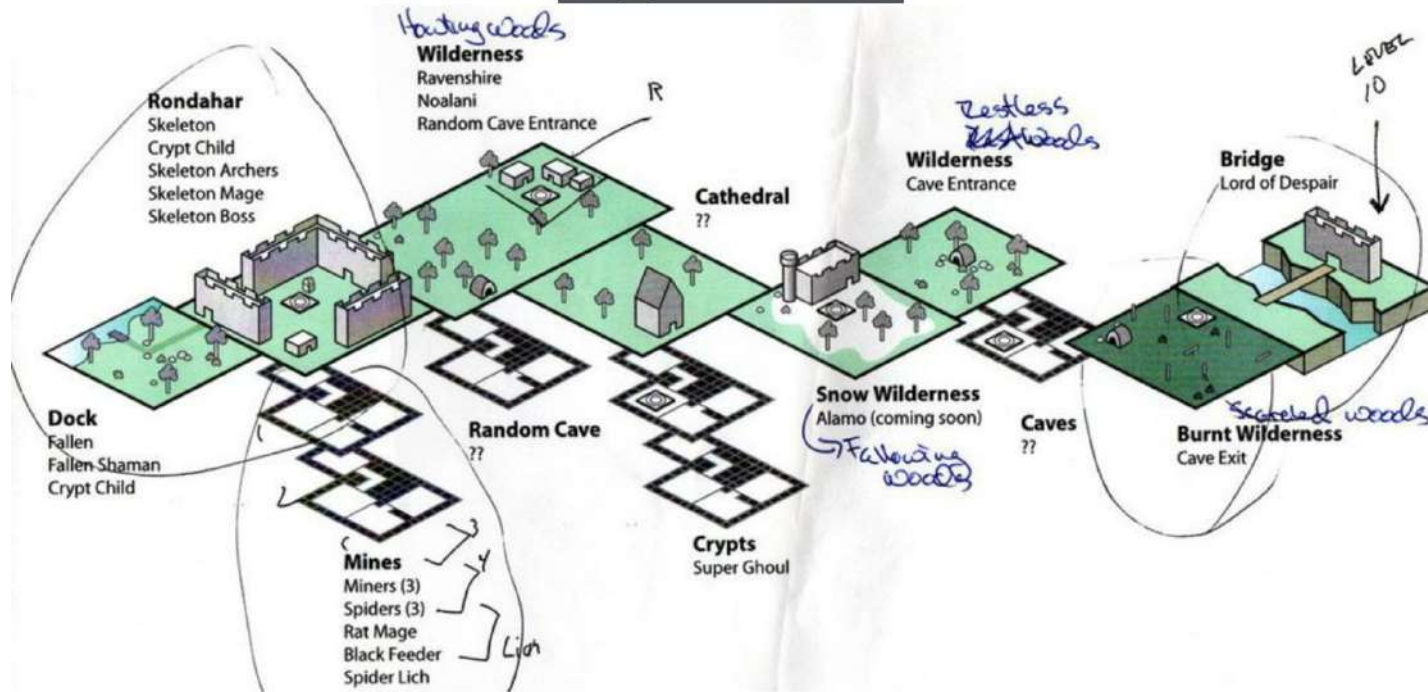 Howling woods
Wilderness
Ravenshire
Noalani
Random Cave Entrance
R
Rondahar
Skeleton
Crypt Child
Skeleton Archers
Skeleton Mage
Skeleton Boss
Cathedral
??
Restless
woods
Wilderness
Cave Entrance
LEVEL
10
Bridge
Lord of Despair
Dock
Fallen
Fallen Shaman
Crypt Child
1
2
Random Cave
??
Snow Wilderness
Alamo (coming soon)
woods
Caves
??
woods
Burnt Wilderness
Cave Exit
Crypts
Super Ghoul
3
4
Mines
Miners (3)
Spiders (3)
Rat Mage
Black Feeder
Lich
Spider Lich